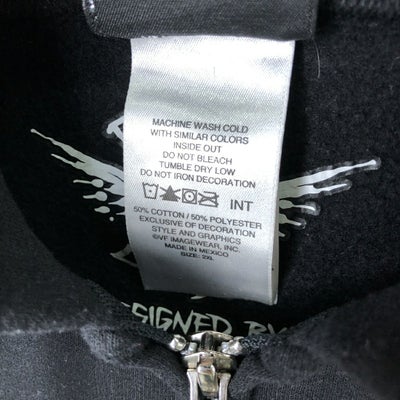 MACHINE WASH COLD
WITH SIMILAR COLORS
INSIDE OUT
DO NOT BLEACH
TUMBLE DRY LOW
DO NOT IRON DECORATION
INT
50% COTTON / 50% POLYESTER
EXCLUSIVE OF DECORATION
STYLE AND GRAPHICS
©VF IMAGEWEAR, INC.
MADE IN MEXICO
SIZE: 2XL
SIGNED BY